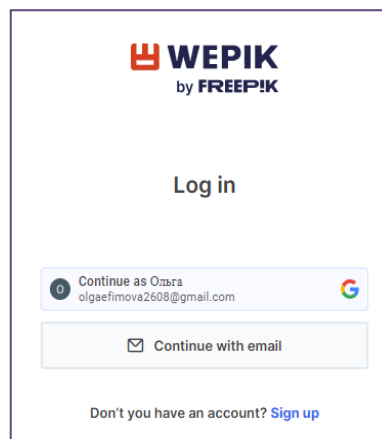 WEPIK
by FREEP!K
Log in
O
Continue as Ольга
olgaefimova2608@gmail.com
G
Continue with email
Don't you have an account? Sign up